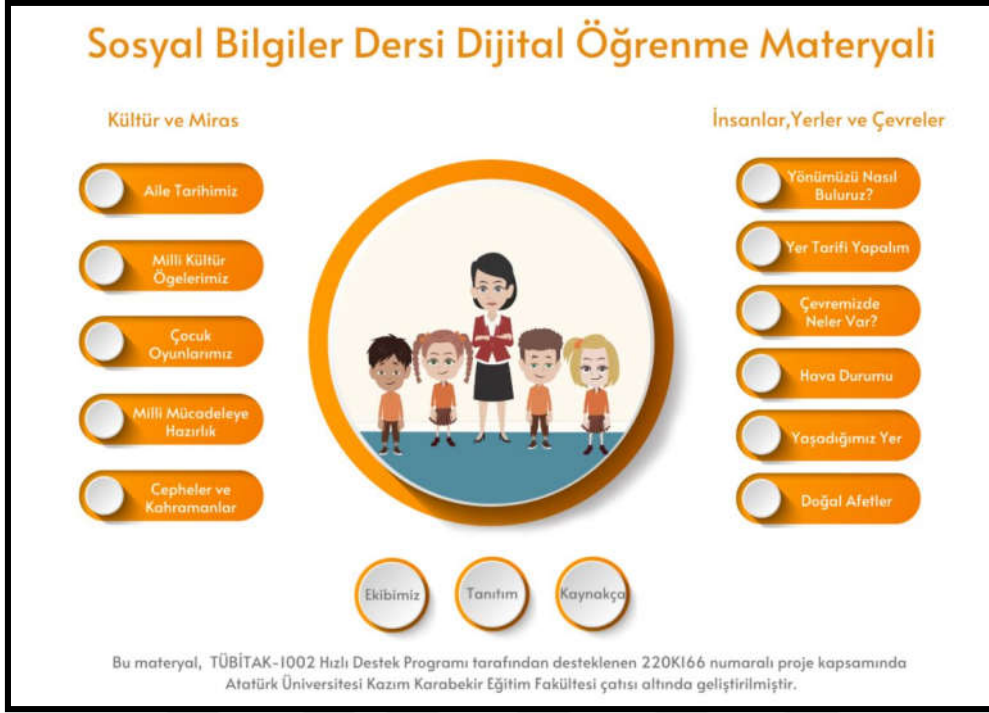 Sosyal Bilgiler Dersi Dijital Öğrenme Materyali
Kültür ve Miras
Aile Tarihimiz
Milli Kültür
Ögelerimiz
Çocuk
Oyunlarımız
Milli Mücadeleye
Hazırlık
Cepheler ve
Kahramanlar
İnsanlar,Yerler ve Çevreler
Yönümüzü Nasıl
Buluruz?
Yer Tarifi Yapalım
Çevremizde
Neler Var?
Hava Durumu
Yaşadığımız Yer
Doğal Afetler
Ekibimiz
Tanıtım
Kaynakça
Bu materyal, TÜBİTAK-1002 Hızlı Destek Programı tarafından desteklenen 220K166 numaralı proje kapsamında
Atatürk Üniversitesi Kazım Karabekir Eğitim Fakültesi çatısı altında geliştirilmiştir.